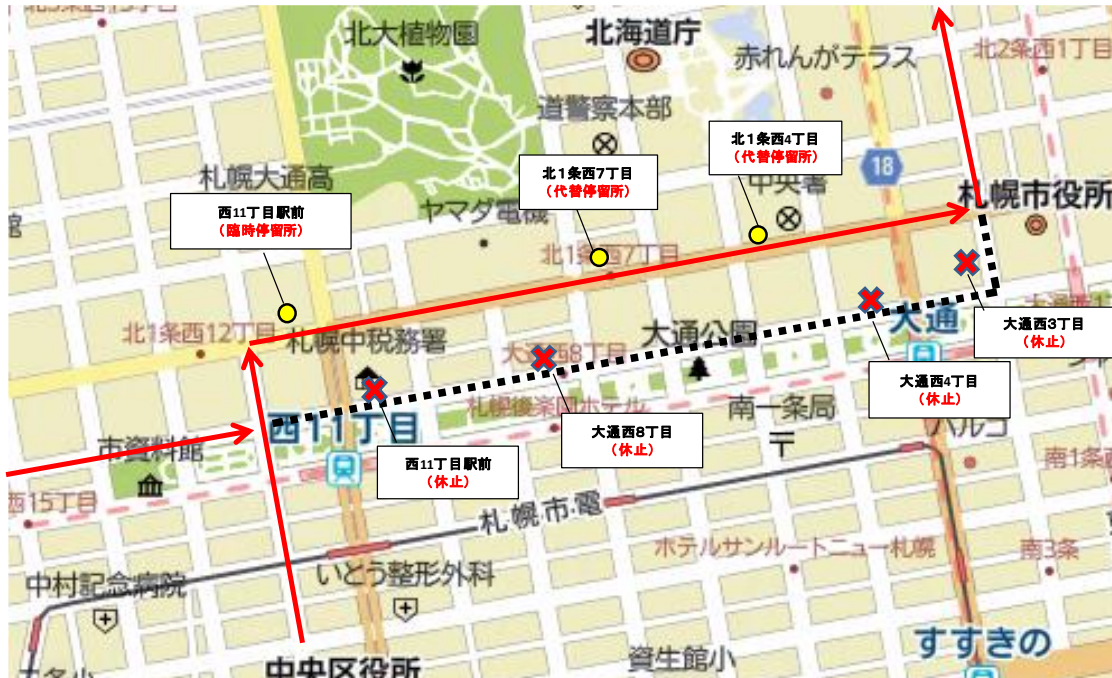 北大植物園
北海道庁
赤れんがテラス
北2条西1丁目
道警察本部
北1条西4丁目
(代替停留所)
18
北1条西7丁目
(代替停留所)
中央署
札幌大通高
札幌市役所
西11丁目駅前
(臨時停留所)
ヤマダ電機
館
北1条西7丁目
北1条西12丁目
札幌中税務署
大通公園
大通
大通西3丁目
(休止)
大通西8丁目
大通西4丁目
(休止)
札幌後楽園ホテル
南一条局
西11丁目
大通西8丁目
(休止)
パルコ
市資料館
西11丁目駅前
(休止)
南1条西
西15丁目
札幌市電
ホテルサンルートニュー札幌
南3条
中村記念病院
いとう整形外科
すすきの
資生館小
中央区役所